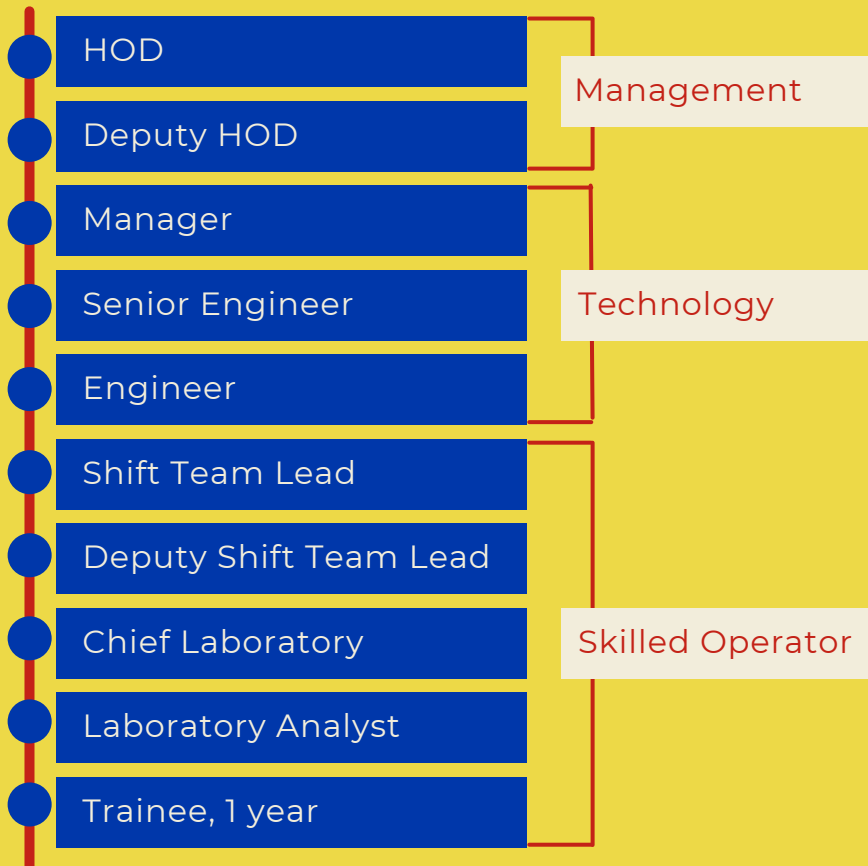 HOD
Deputy HOD
Management
Manager
Senior Engineer
Engineer
Technology
Shift Team Lead
Deputy Shift Team Lead
Chief Laboratory
Laboratory Analyst
Trainee, 1 year
Skilled Operator